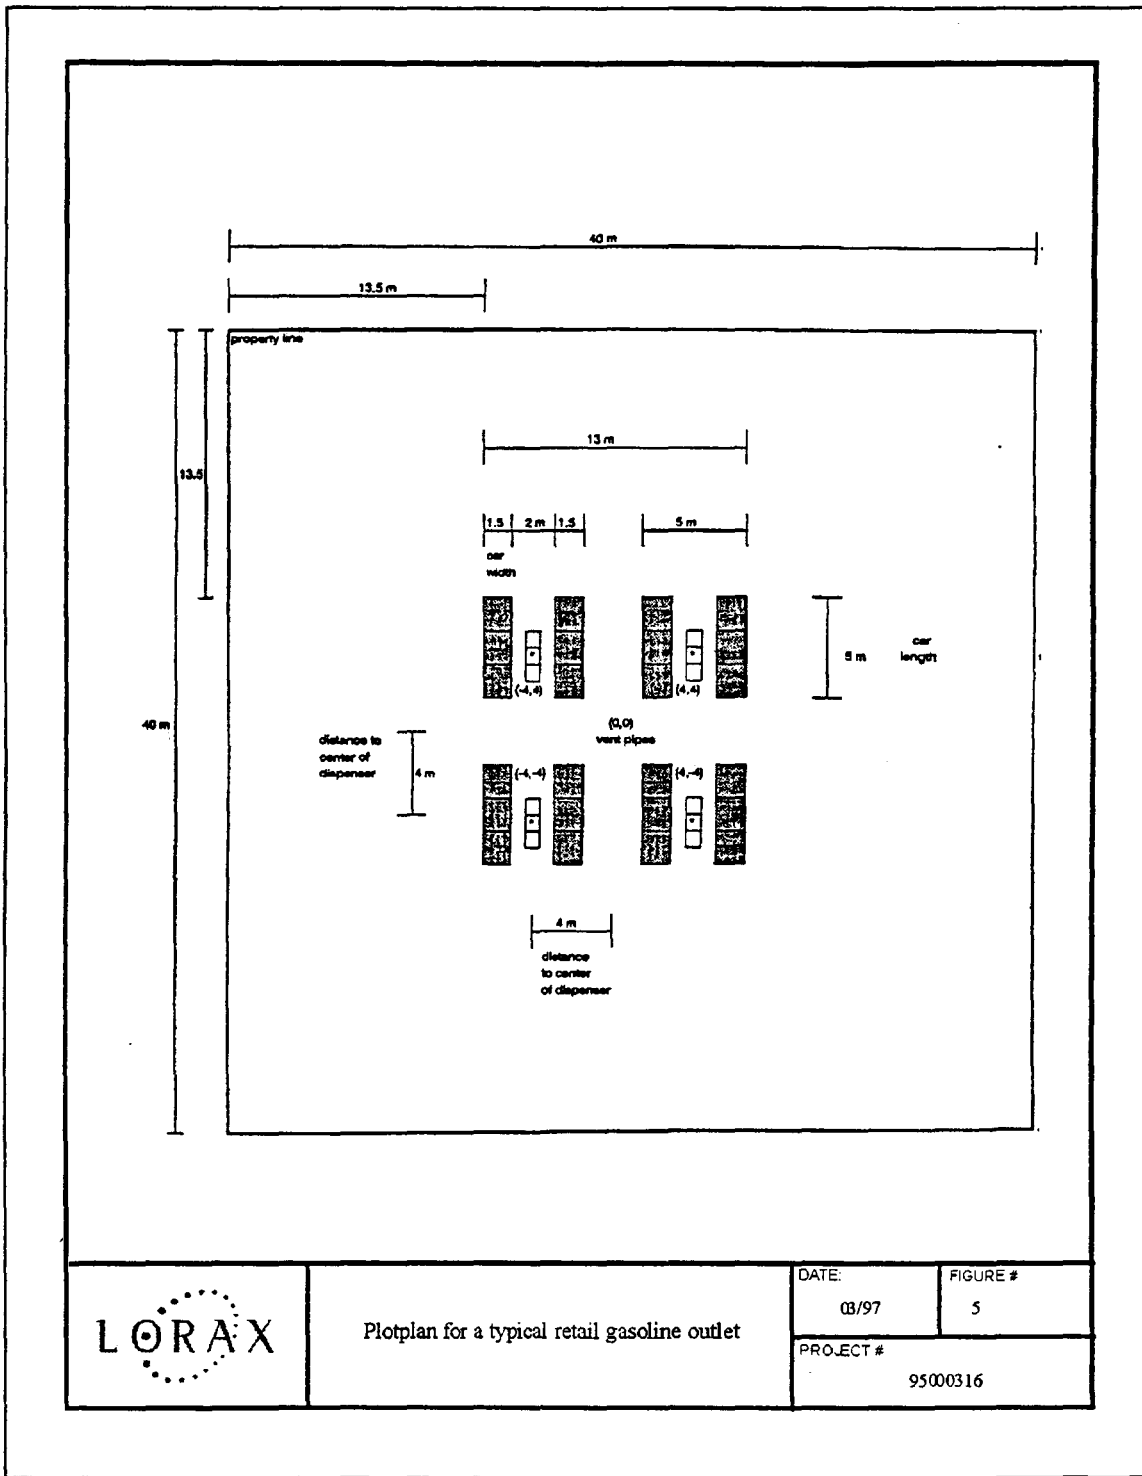 40 m
13.5 m
property line
13 m
13.5
1.5 2 m 1.5
5 m
car
width
5 m
car
length
(-4,4)
(4,4)
(0,0)
vent pipes
40 m
distance to
center of
dispenser
4 m
(-4,-4)
(4,-4)
4 m
distance
to center
of dispenser
LORAX
Plotplan for a typical retail gasoline outlet
DATE:
03/97
FIGURE #
5
PROJECT #
95000316